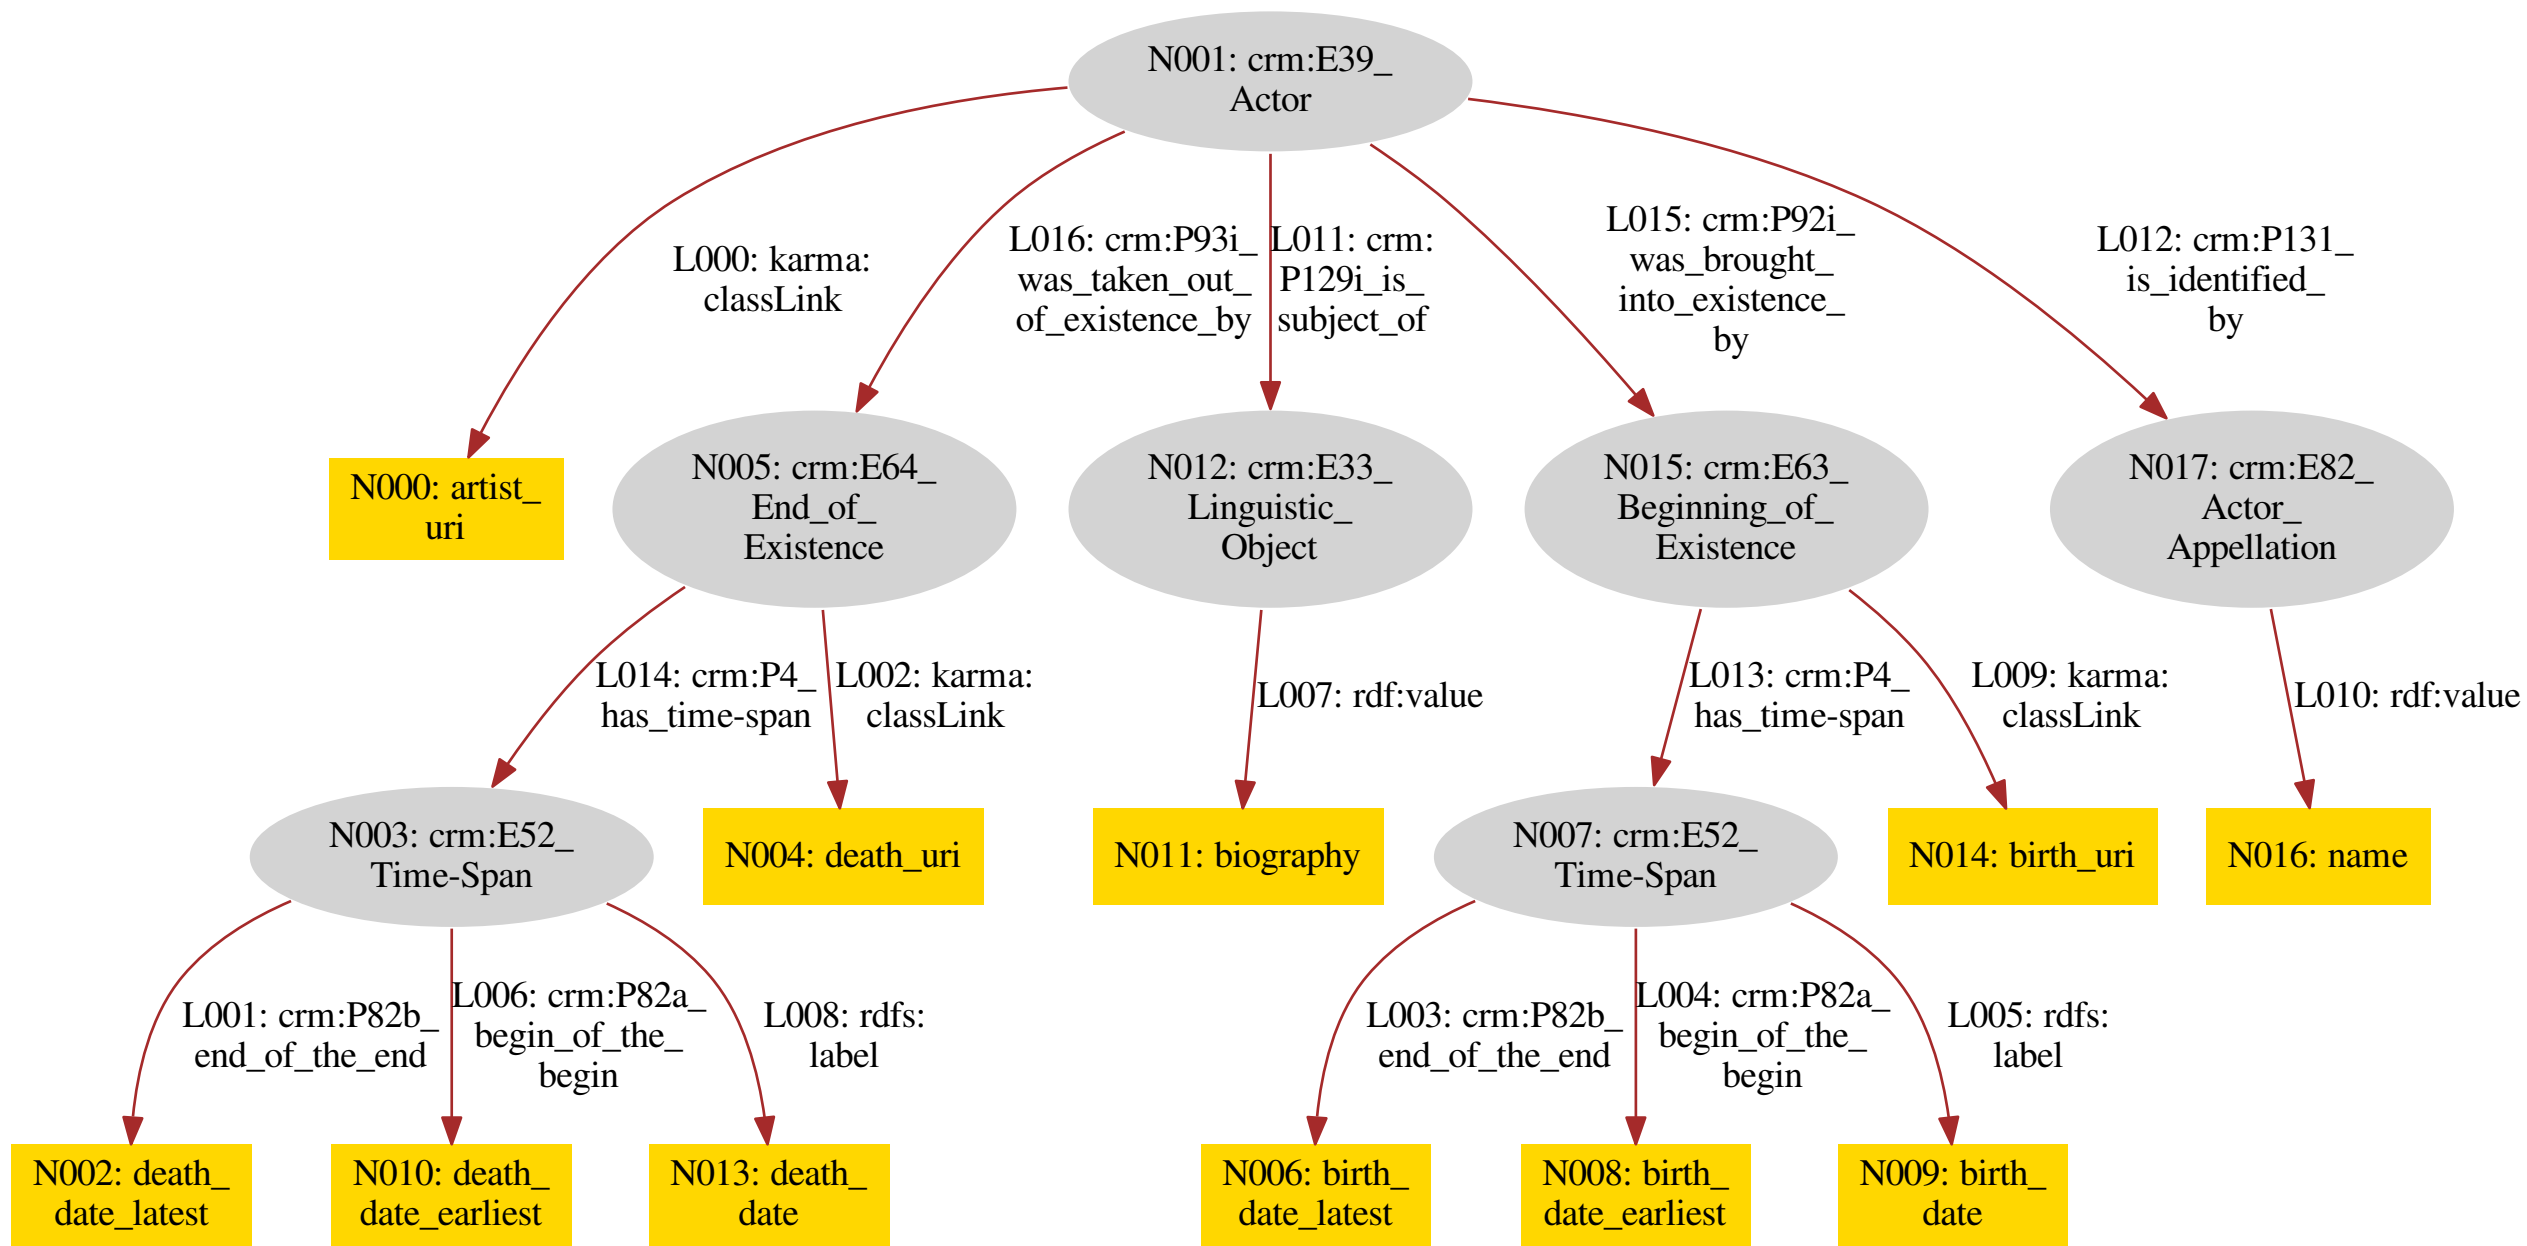 N001: crm:E39_
Actor
L000: karma:
classLink
L016: crm:P93i_
was_taken_out_
of_existence_by
L011: crm:
P129i_is_
subject_of
L015: crm:P92i_
was_brought_
into_existence_
by
L012: crm:P131_
is_identified_
by
N000: artist_
uri
N005: crm:E64_
End_of_
Existence
N012: crm:E33_
Linguistic_
Object
N015: crm:E63_
Beginning_of_
Existence
N017: crm:E82_
Actor_
Appellation
L014: crm:P4_
has_time-span
L002: karma:
classLink
L007: rdf:value
L013: crm:P4_
has_time-span
L009: karma:
classLink
L010: rdf:value
N003: crm:E52_
Time-Span
N004: death_uri
N011: biography
N007: crm:E52_
Time-Span
N014: birth_uri
N016: name
L001: crm:P82b_
end_of_the_end
L006: crm:P82a_
begin_of_the_
begin
L008: rdfs:
label
L003: crm:P82b_
end_of_the_end
L004: crm:P82a_
begin_of_the_
begin
L005: rdfs:
label
N002: death_
date_latest
N010: death_
date_earliest
N013: death_
date
N006: birth_
date_latest
N008: birth_
date_earliest
N009: birth_
date